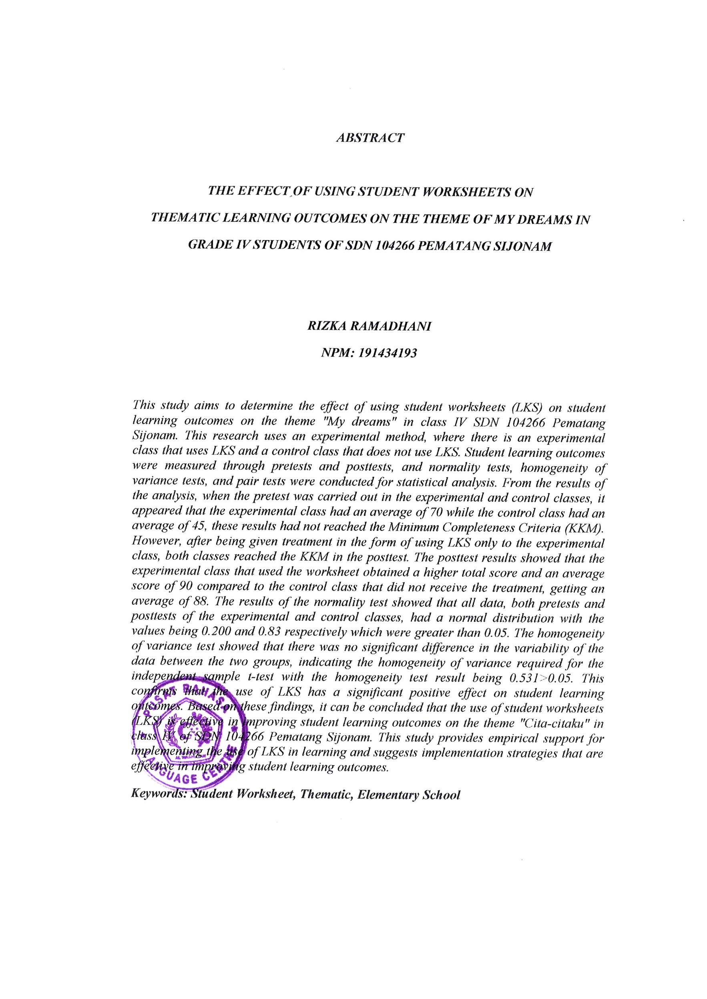 ABSTRACT
THE EFFECT OF USING STUDENT WORKSHEETS ON
THEMATIC LEARNING OUTCOMES ON THE THEME OF MY DREAMS IN
GRADE IV STUDENTS OF SDN 104266 PEMATANG SIJONAM
RIZKA RAMADHANI
NPM: 191434193
This study aims to determine the effect of using student worksheets (LKS) on student
learning outcomes on the theme "My dreams" in class IV SDN 104266 Pematang
Sijonam. This research uses an experimental method, where there is an experimental
class that uses LKS and a control class that does not use LKS. Student learning outcomes
were measured through pretests and posttests, and normality tests, homogeneity of
variance tests, and pair tests were conducted for statistical analysis. From the results of
the analysis, when the pretest was carried out in the experimental and control classes, it
appeared that the experimental class had an average of 70 while the control class had an
average of 45, these results had not reached the Minimum Completeness Criteria (KKM).
However, after being given treatment in the form of using LKS only to the experimental
class, both classes reached the KKM in the posttest. The posttest results showed that the
experimental class that used the worksheet obtained a higher total score and an average
score of 90 compared to the control class that did not receive the treatment, getting an
average of 88. The results of the normality test showed that all data, both pretests and
posttests of the experimental and control classes, had a normal distribution with the
values being 0.200 and 0.83 respectively which were greater than 0.05. The homogeneity
of variance test showed that there was no significant difference in the variability of the
data between the two groups, indicating the homogeneity of variance required for the
independent sample t-test with the homogeneity test result being 0.531>0.05. This
confirms that the use of LKS has a significant positive effect on student learning
outcomes. Based on these findings, it can be concluded that the use of student worksheets
(LKS) is effective in improving student learning outcomes on the theme "Cita-citaku" in
class IV of SDN 104266 Pematang Sijonam. This study provides empirical support for
implementing the use of LKS in learning and suggests implementation strategies that are
effective in improving student learning outcomes.
PUSAT BAHASA
LANGUAGE CENTRE
Keywords: Student Worksheet, Thematic, Elementary School